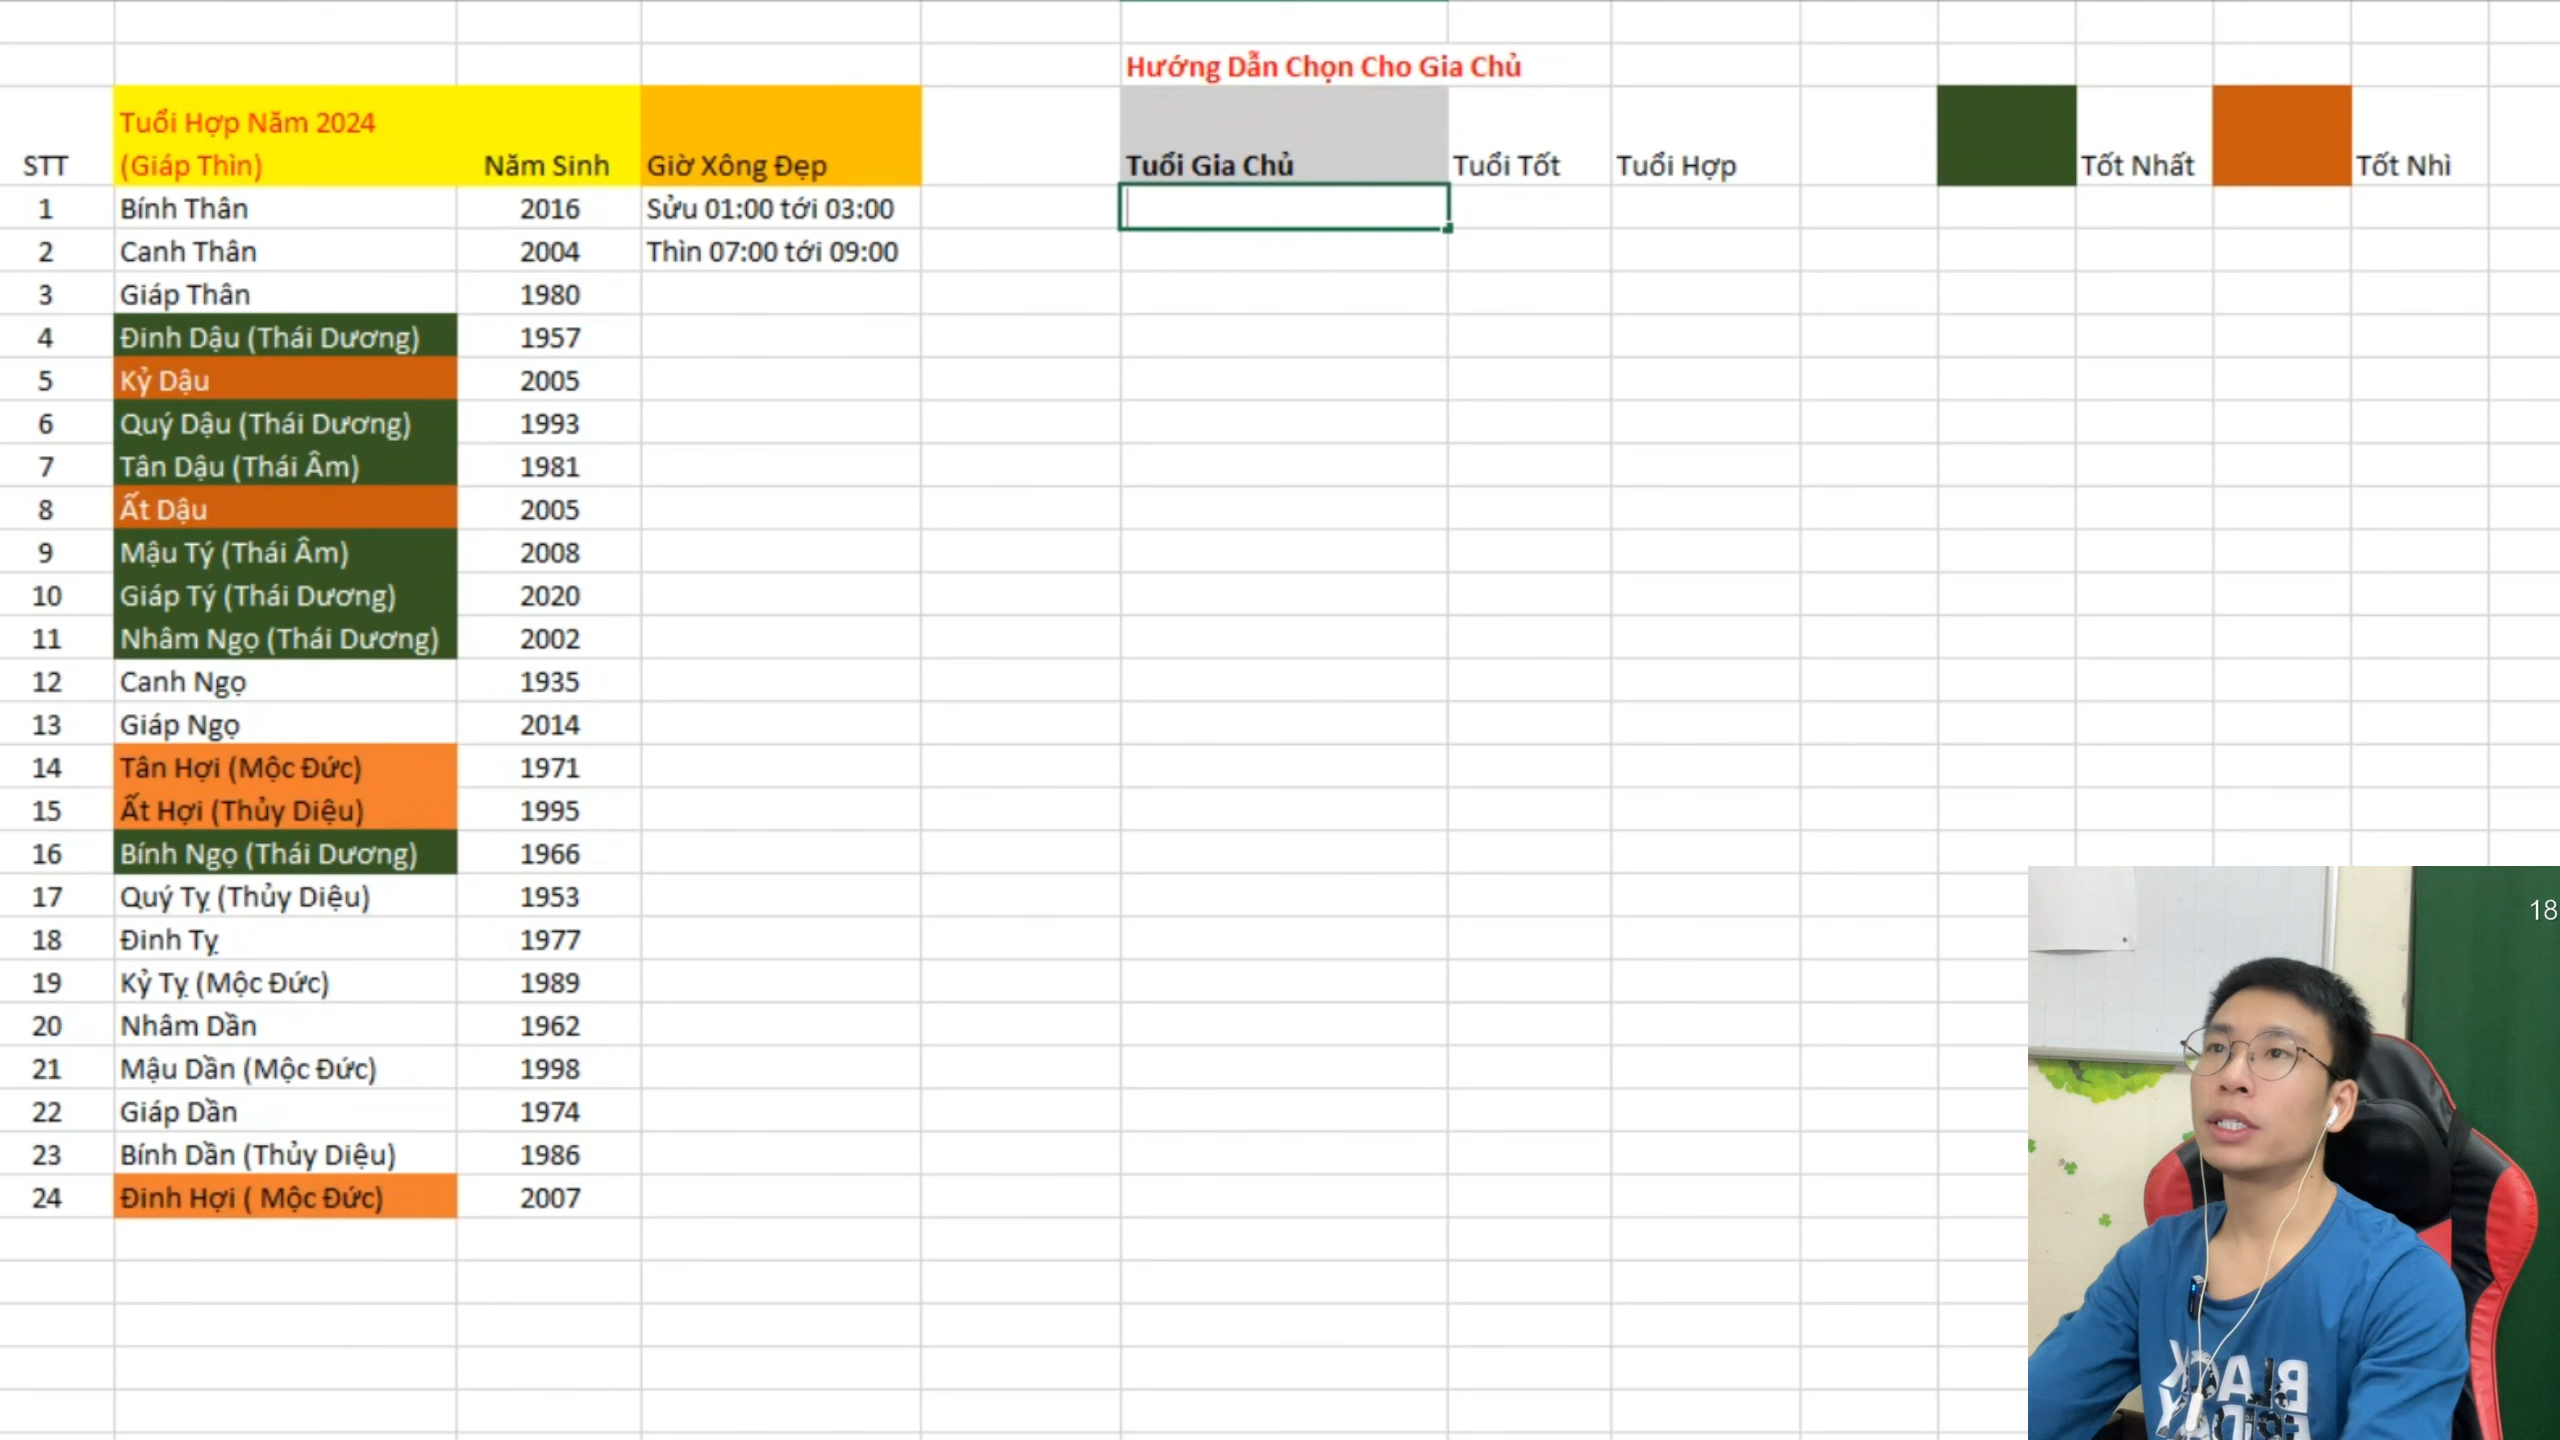 Hướng Dẫn Chọn Cho Gia Chủ
STT Tuổi Hợp Năm 2024 (Giáp Thìn) Năm Sinh Giờ Xông Đẹp Tuổi Gia Chủ Tuổi Tốt Tuổi Hợp Tốt Nhất Tốt Nhì
1 Bính Thân 2016 Sửu 01:00 tới 03:00
2 Canh Thân 2004 Thìn 07:00 tới 09:00
3 Giáp Thân 1980
4 Đinh Dậu (Thái Dương) 1957
5 Kỷ Dậu 2005
6 Quý Dậu (Thái Dương) 1993
7 Tân Dậu (Thái Âm) 1981
8 Ất Dậu 2005
9 Mậu Tý (Thái Âm) 2008
10 Giáp Tý (Thái Dương) 2020
11 Nhâm Ngọ (Thái Dương) 2002
12 Canh Ngọ 1935
13 Giáp Ngọ 2014
14 Tân Hợi (Mộc Đức) 1971
15 Ất Hợi (Thủy Diệu) 1995
16 Bính Ngọ (Thái Dương) 1966
17 Quý Tỵ (Thủy Diệu) 1953
18 Đinh Tỵ 1977
19 Kỷ Tỵ (Mộc Đức) 1989
20 Nhâm Dần 1962
21 Mậu Dần (Mộc Đức) 1998
22 Giáp Dần 1974
23 Bính Dần (Thủy Diệu) 1986
24 Đinh Hợi ( Mộc Đức) 2007
18